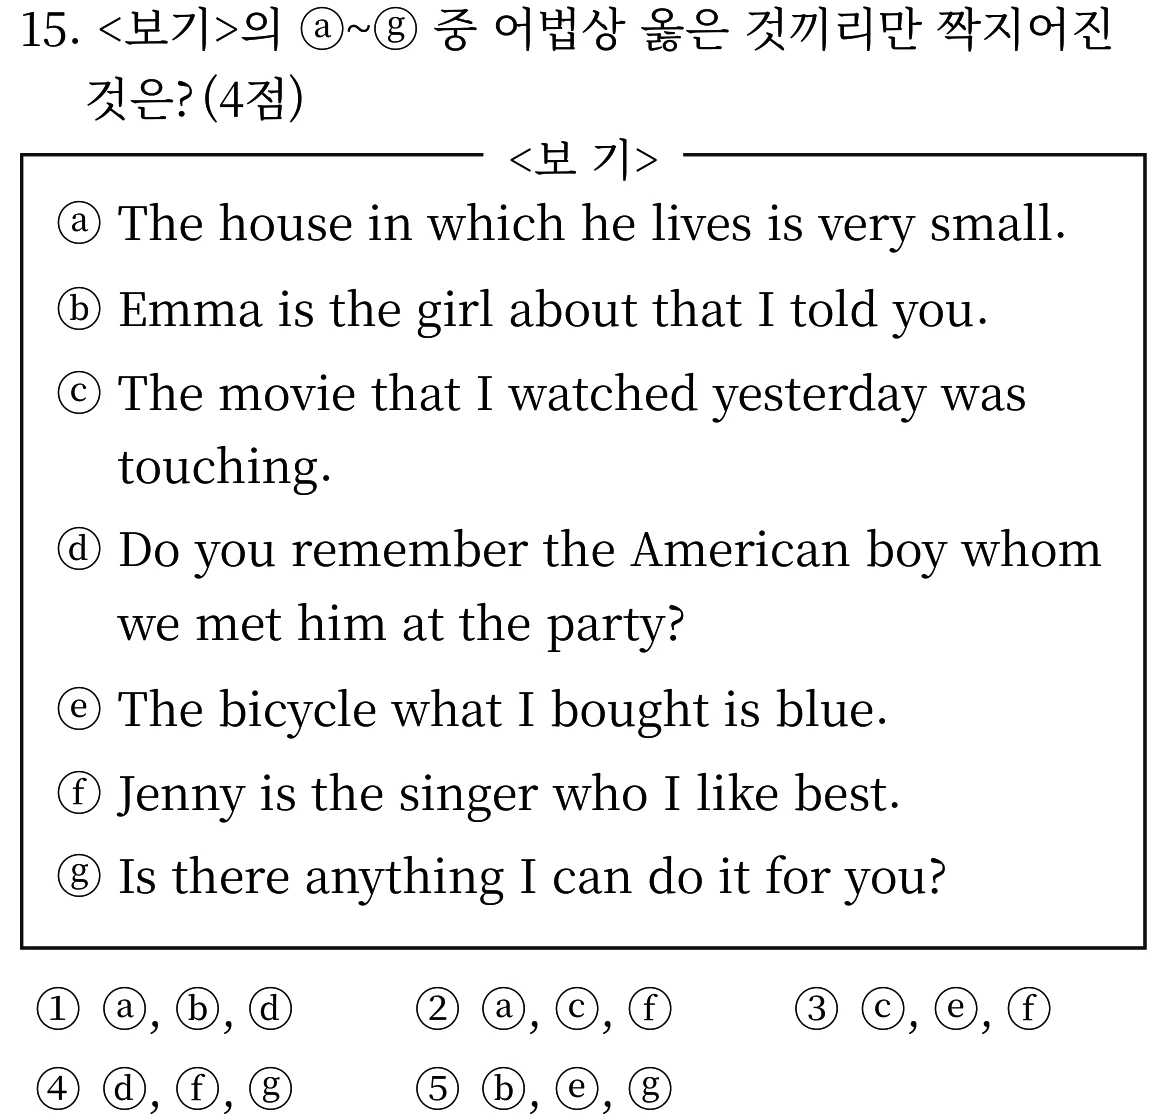 15. <보기>의 ⓐ~ⓖ 중 어법상 옳은 것끼리만 짝지어진
것은? (4점)
<보 기>
ⓐ The house in which he lives is very small.
ⓑ Emma is the girl about that I told you.
ⓒ The movie that I watched yesterday was
touching.
ⓓ Do you remember the American boy whom
we met him at the party?
ⓔ The bicycle what I bought is blue.
ⓕ Jenny is the singer who I like best.
ⓖ Is there anything I can do it for you?
① ⓐ, ⓑ, ⓓ ② ⓐ, ⓒ, ⓕ ③ ⓒ, ⓔ, ⓕ
④ ⓓ, ⓕ, ⓖ ⑤ ⓑ, ⓔ, ⓖ